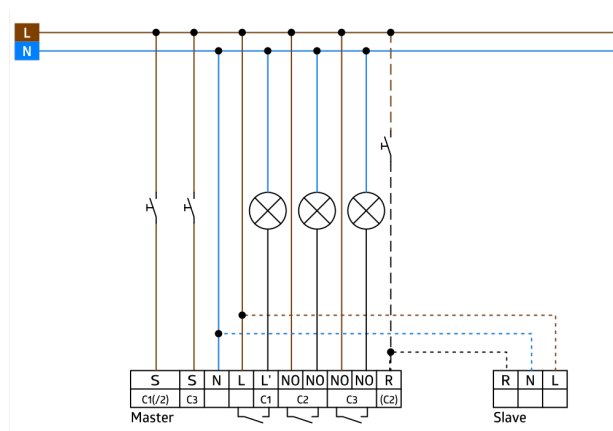 L
N
S S N L L' NO NO NO NO R R N L
C1(/2) C3 C1 C2 C3 (C2)
Master Slave